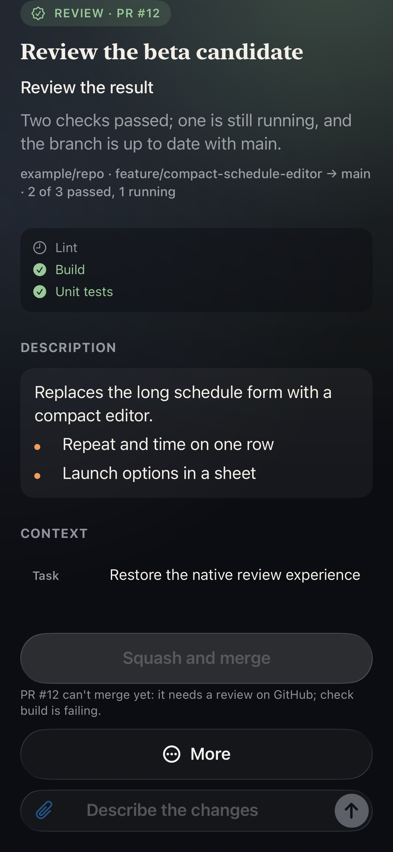 REVIEW · PR #12
Review the beta candidate
Review the result
Two checks passed; one is still running, and
the branch is up to date with main.
example/repo · feature/compact-schedule-editor → main
· 2 of 3 passed, 1 running
Lint
Build
Unit tests
DESCRIPTION
Replaces the long schedule form with a
compact editor.
• Repeat and time on one row
• Launch options in a sheet
CONTEXT
Task Restore the native review experience
Squash and merge
PR #12 can't merge yet: it needs a review on GitHub; check
build is failing.
More
Describe the changes